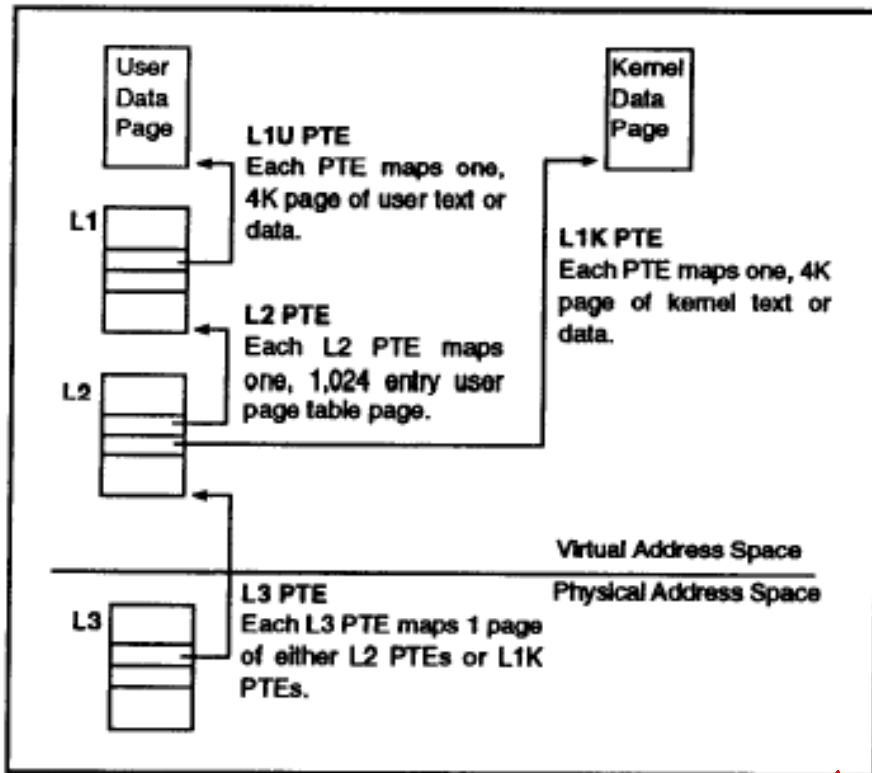 User
Data
Page
Kernel
Data
Page
L1U PTE
Each PTE maps one,
4K page of user text or
data.
L1
L1K PTE
Each PTE maps one, 4K
page of kernel text or
data.
L2 PTE
Each L2 PTE maps
one, 1,024 entry user
page table page.
L2
Virtual Address Space
Physical Address Space
L3 PTE
Each L3 PTE maps 1 page
of either L2 PTEs or L1K
PTEs.
L3